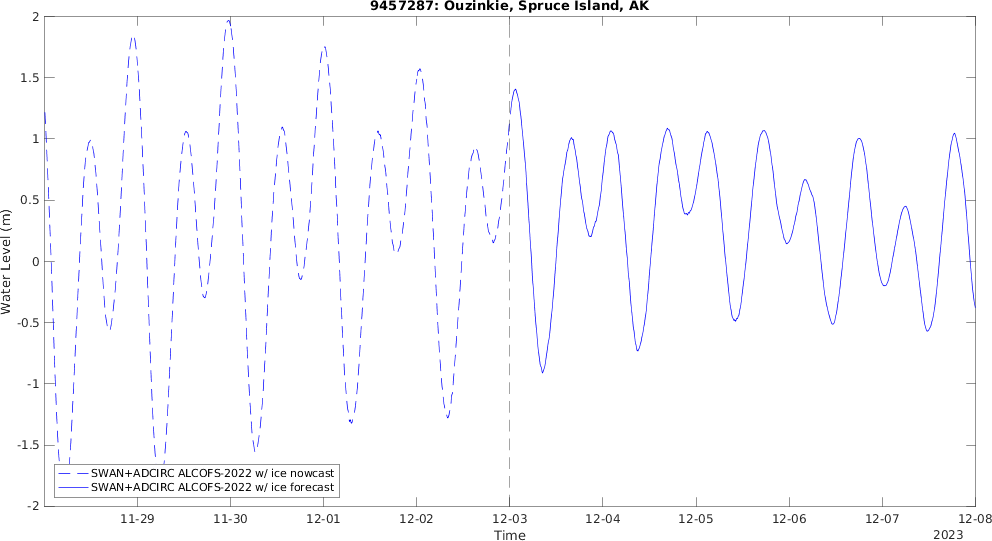 9457287: Ouzinkie, Spruce Island, AK
2
1.5
1
0.5
0
-0.5
-1
-1.5
-2
Water Level (m)
SWAN+ADCIRC ALCOFS-2022 w/ ice nowcast
SWAN+ADCIRC ALCOFS-2022 w/ ice forecast
11-29 11-30 12-01 12-02 12-03 12-04 12-05 12-06 12-07 12-08
Time
2023